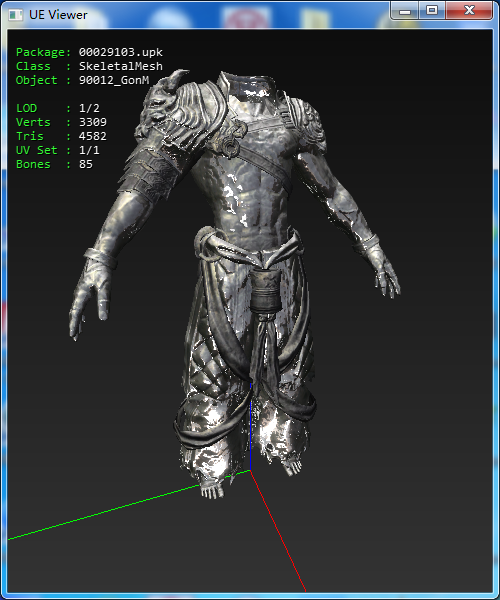 UE Viewer
Package: 00029103.upk
Class : SkeletalMesh
Object : 90012_GonM
LOD : 1/2
Verts : 3309
Tris : 4582
UV Set : 1/1
Bones : 85